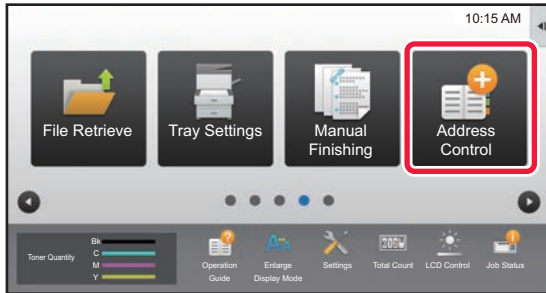 10:15 AM
File Retrieve
Tray Settings
Manual
Finishing
Address
Control
Toner Quantity
Bk
C
M
Y
Operation
Guide
Enlarge
Display Mode
Settings
Total Count
LCD Control
Job Status